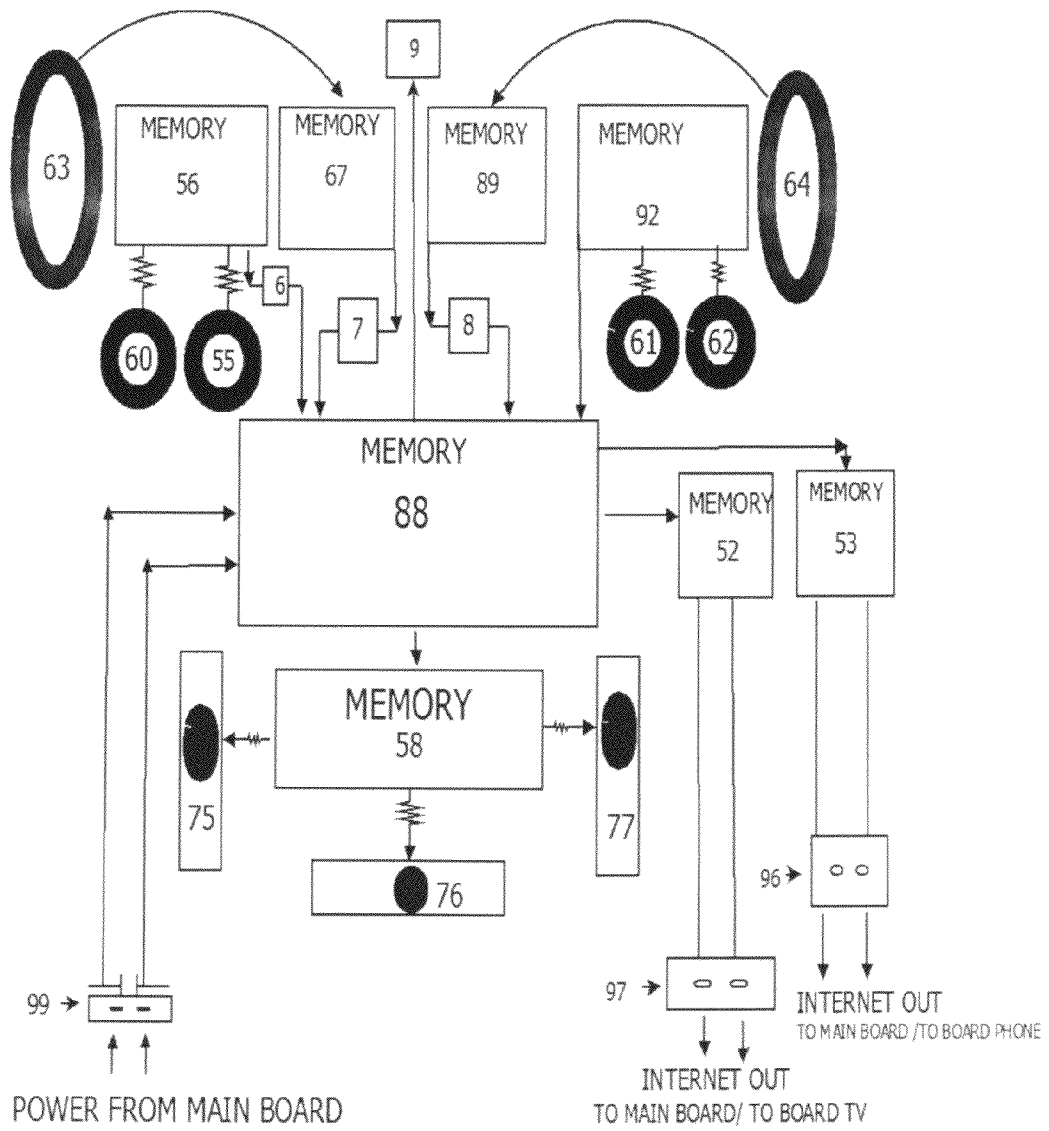 9
MEMORY
56
MEMORY
67
MEMORY
89
MEMORY
92
63
64
6
7
8
60
55
61
62
MEMORY
88
MEMORY
52
MEMORY
53
MEMORY
58
75
77
76
96
97
99
INTERNET OUT
TO MAIN BOARD /TO BOARD PHONE
INTERNET OUT
TO MAIN BOARD/ TO BOARD TV
POWER FROM MAIN BOARD